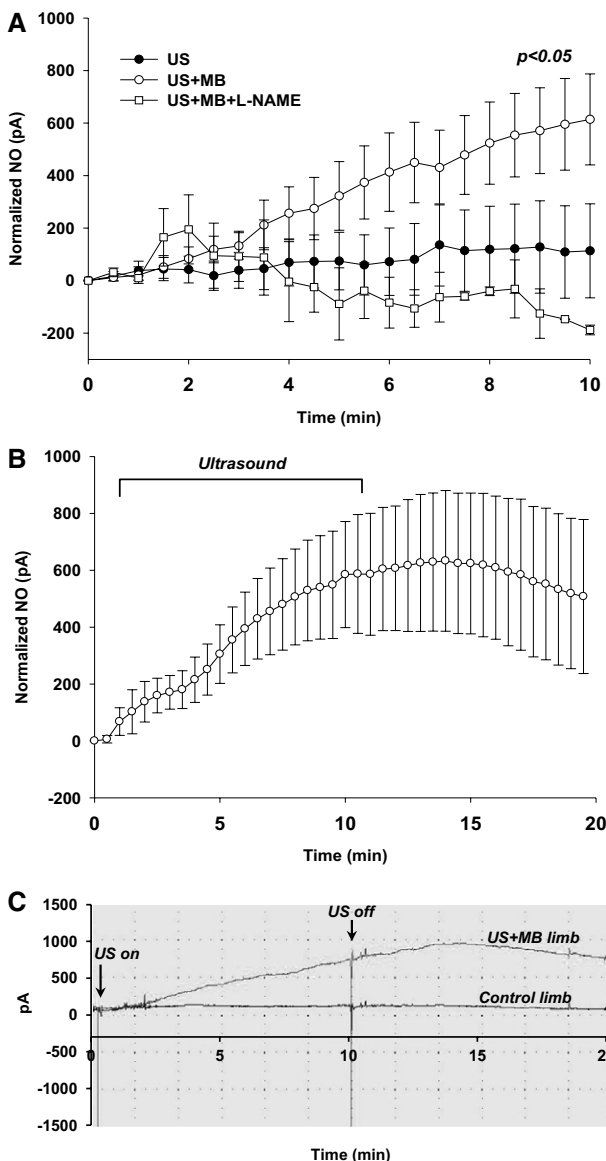 A
1000
800
600
400
200
0
-200
Normalized NO (pA)
US
US+MB
US+MB+L-NAME
p<0.05
0 2 4 6 8 10
Time (min)
B
1000
800
600
400
200
0
-200
Normalized NO (pA)
Ultrasound
0 5 10 15 20
Time (min)
C
1500
1000
500
0
-500
-1000
-1500
pA
US on
US off
US+MB limb
Control limb
0 5 10 15 20
Time (min)